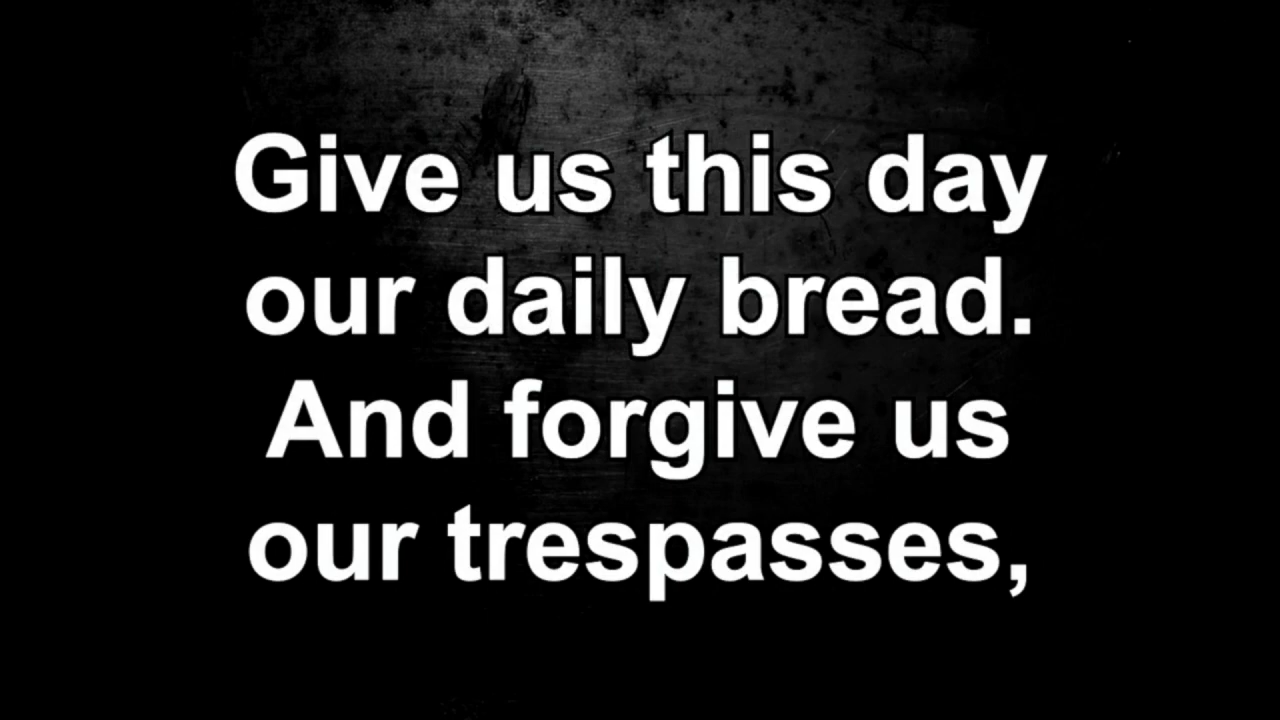 Give us this day
our daily bread.
And forgive us
our trespasses,